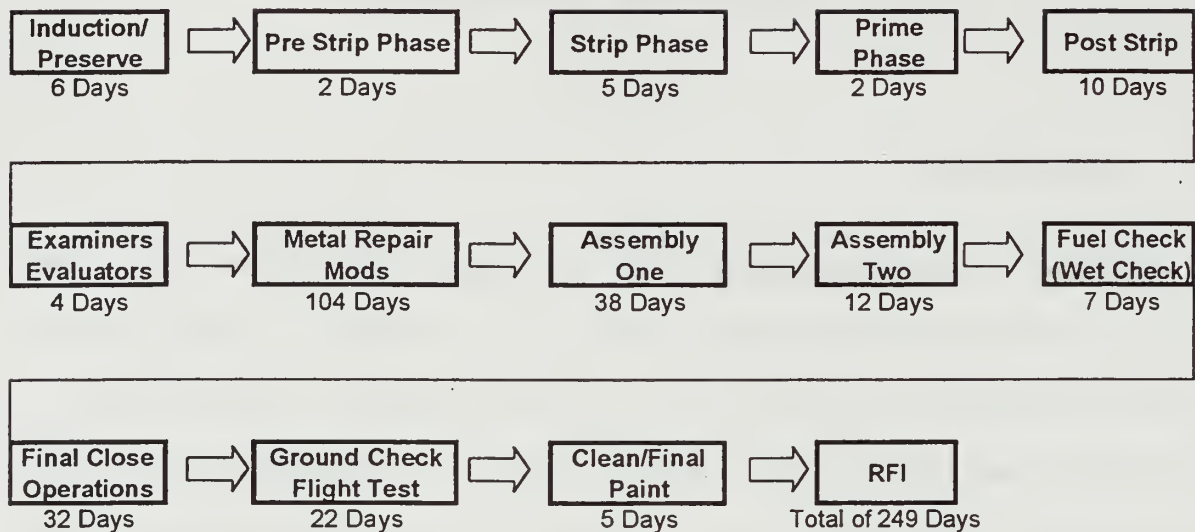 Induction/
Preserve
6 Days
Pre Strip Phase
2 Days
Strip Phase
5 Days
Prime
Phase
2 Days
Post Strip
10 Days
Examiners
Evaluators
4 Days
Metal Repair
Mods
104 Days
Assembly
One
38 Days
Assembly
Two
12 Days
Fuel Check
(Wet Check)
7 Days
Final Close
Operations
32 Days
Ground Check
Flight Test
22 Days
Clean/Final
Paint
5 Days
RFI
Total of 249 Days